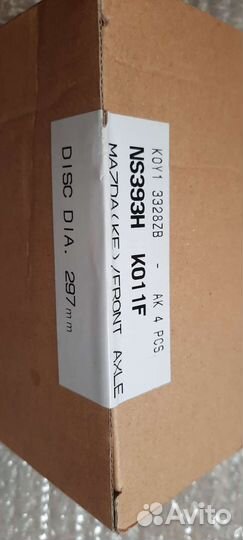 K0Y1 3328ZB - AK 4 PCS
NS393H K011F
MAZDA(KE)/FRONT AXLE
DISC DIA. 297mm
Avito